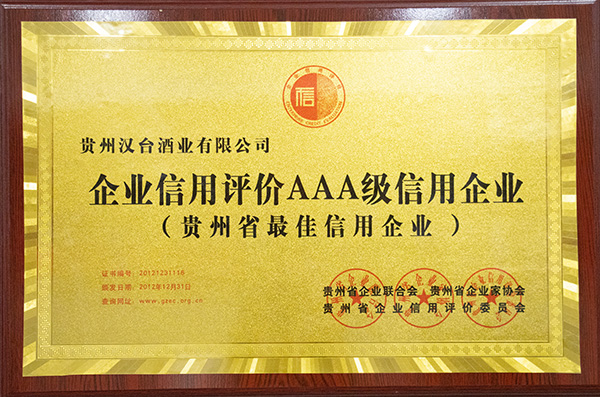 信
贵州汉台酒业有限公司
企业信用评价AAA级信用企业
（贵州省最佳信用企业）
证书编号：20121231116
颁发日期：2012年12月31日
查询网址：www.gzec.org.cn
贵州省企业联合会 贵州省企业家协会
贵州省企业信用评价委员会